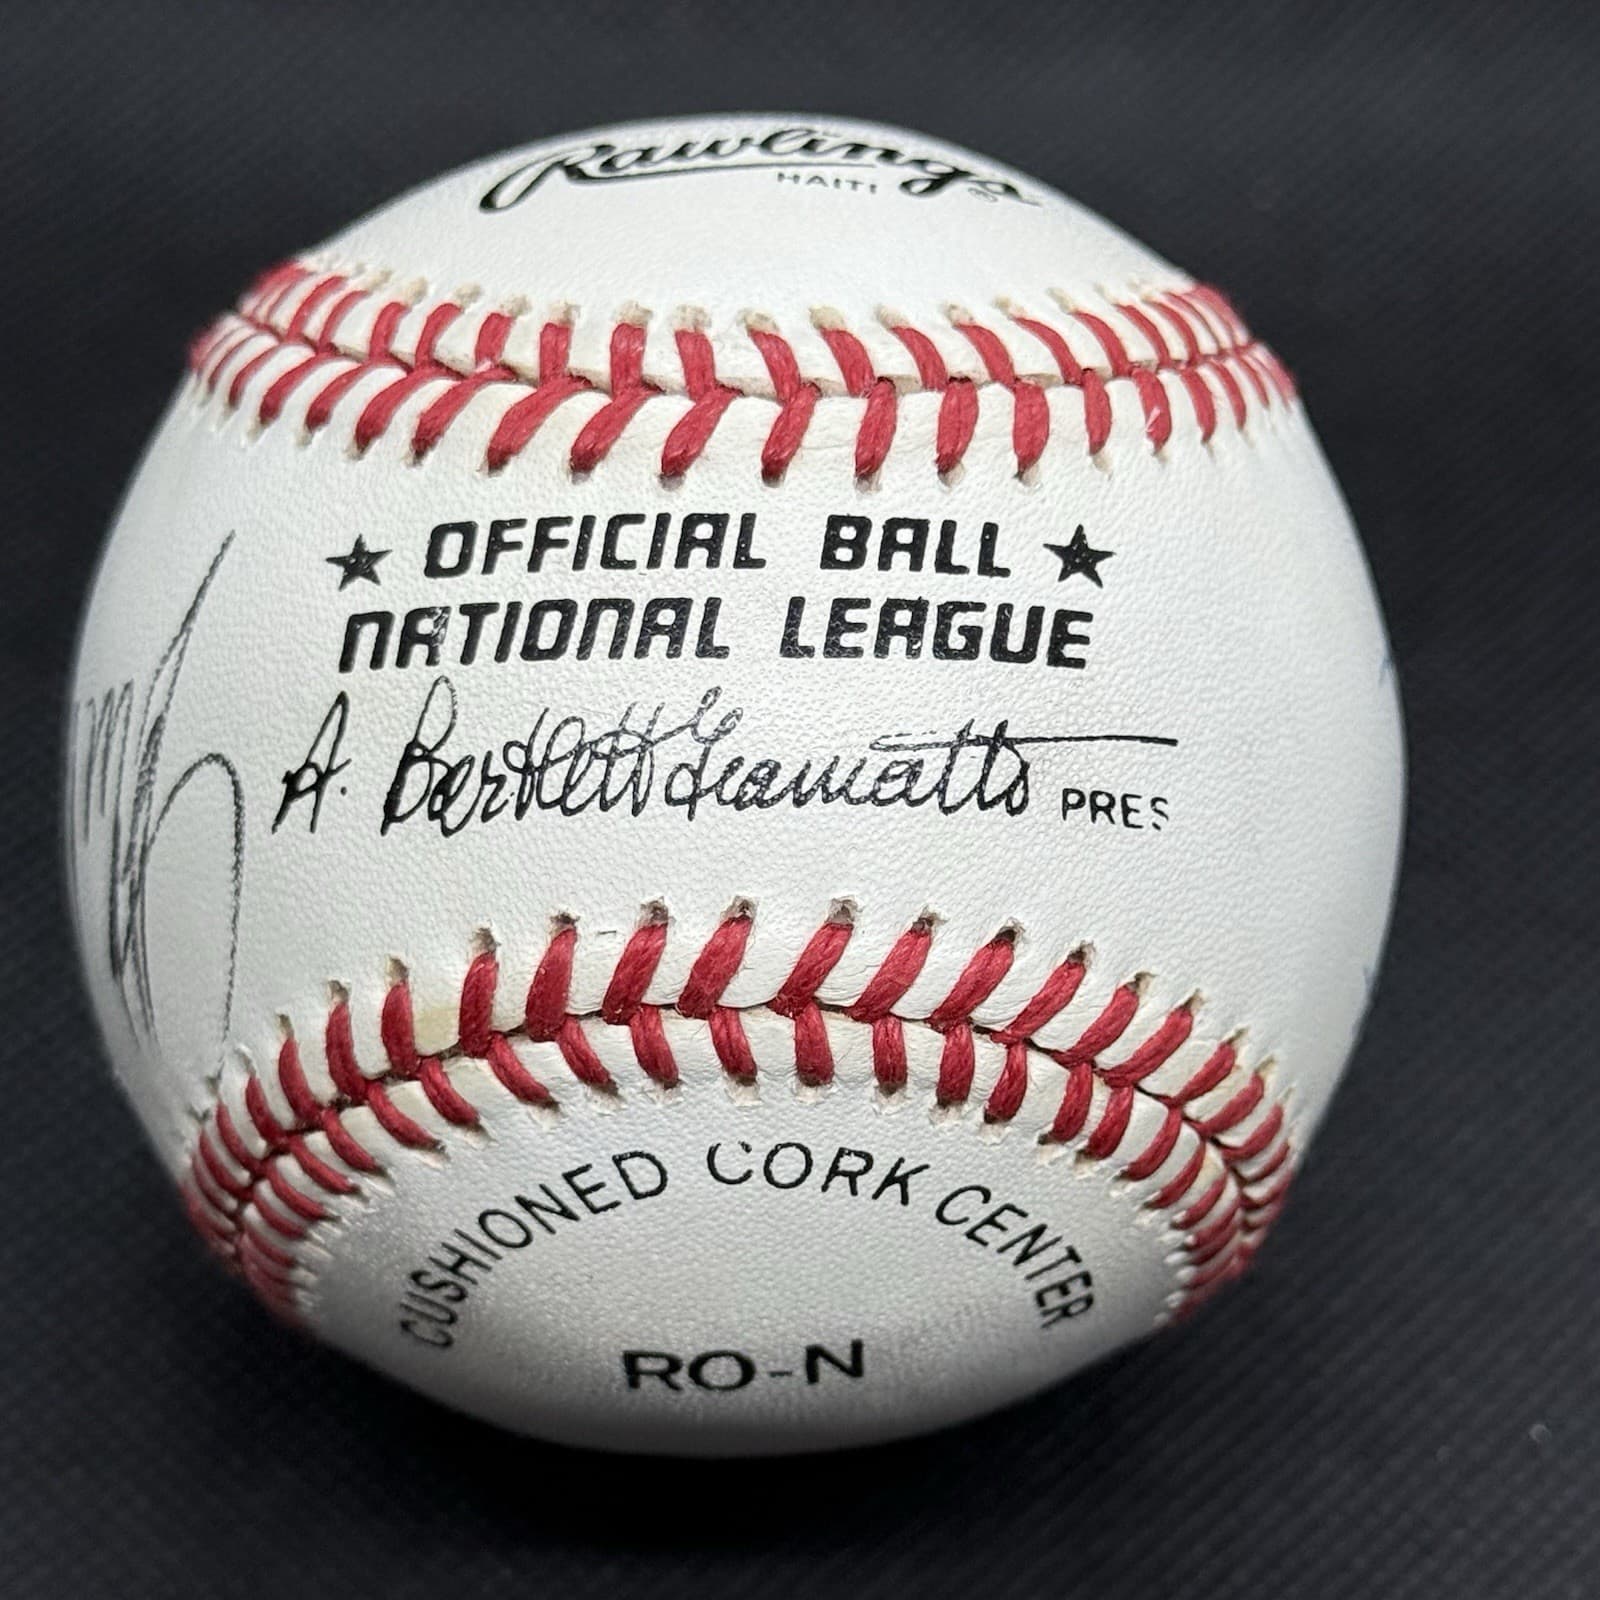 Rawlings
HAITI
★ OFFICIAL BALL ★
NATIONAL LEAGUE
A. Bartlett Giamatti PRES
CUSHIONED CORK CENTER
RO-N